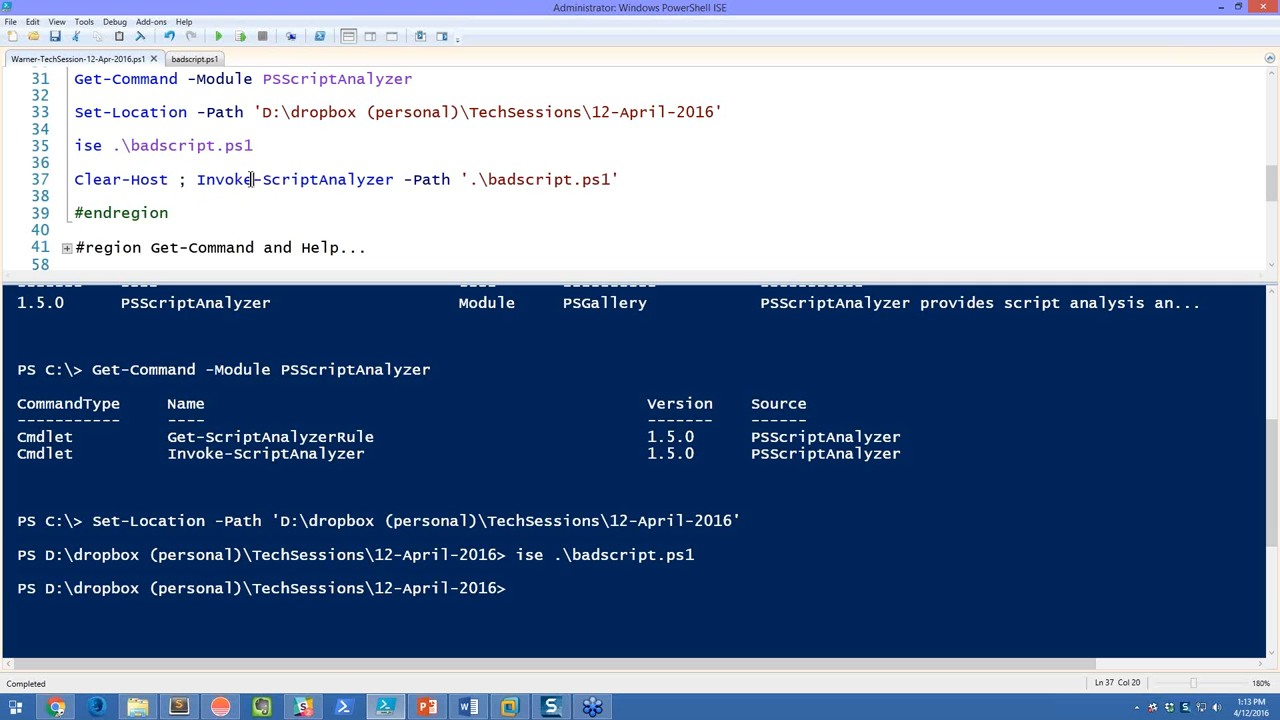 Administrator: Windows PowerShell ISE
File Edit View Tools Debug Add-ons Help
Warner-TechSession-12-Apr-2016.ps1 badscript.ps1
31 Get-Command -Module PSScriptAnalyzer
32
33 Set-Location -Path 'D:\dropbox (personal)\TechSessions\12-April-2016'
34
35 ise .\badscript.ps1
36
37 Clear-Host ; Invoke-ScriptAnalyzer -Path '.\badscript.ps1'
38
39 #endregion
40
41 #region Get-Command and Help...
58
1.5.0 PSScriptAnalyzer Module PSGallery PSScriptAnalyzer provides script analysis an...
PS C:\> Get-Command -Module PSScriptAnalyzer
CommandType Name Version Source
----------- ---- ------- ------
Cmdlet Get-ScriptAnalyzerRule 1.5.0 PSScriptAnalyzer
Cmdlet Invoke-ScriptAnalyzer 1.5.0 PSScriptAnalyzer
PS C:\> Set-Location -Path 'D:\dropbox (personal)\TechSessions\12-April-2016'
PS D:\dropbox (personal)\TechSessions\12-April-2016> ise .\badscript.ps1
PS D:\dropbox (personal)\TechSessions\12-April-2016>
Completed Ln 37 Col 20 180%
1:13 PM
4/12/2016